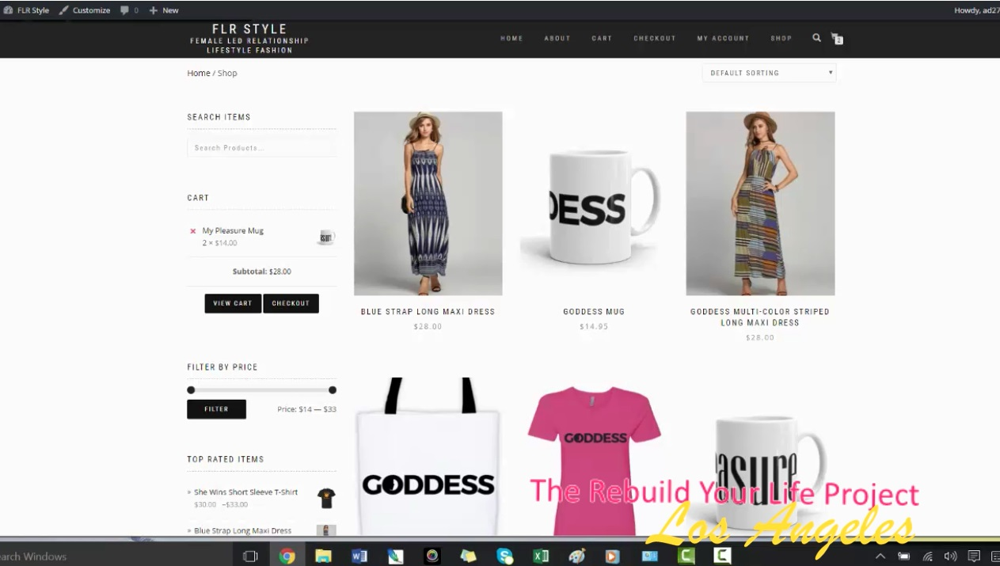 FLR Style Customize 0 New Howdy, ad27
FLR STYLE
FEMALE LED RELATIONSHIP
LIFESTYLE FASHION
HOME ABOUT CART CHECKOUT MY ACCOUNT SHOP 2
Home / Shop
DEFAULT SORTING
SEARCH ITEMS
Search Products...
CART
× My Pleasure Mug
2 × $14.00
Subtotal: $28.00
VIEW CART CHECKOUT
FILTER BY PRICE
FILTER Price: $14 — $33
TOP RATED ITEMS
» She Wins Short Sleeve T-Shirt
$30.00 –$33.00
» Blue Strap Long Maxi Dress
DESS
BLUE STRAP LONG MAXI DRESS
$28.00
GODDESS MUG
$14.95
GODDESS MULTI-COLOR STRIPED
LONG MAXI DRESS
$28.00
GODDESS
GODDESS
asure
The Rebuild Your Life Project
Los Angeles
earch Windows